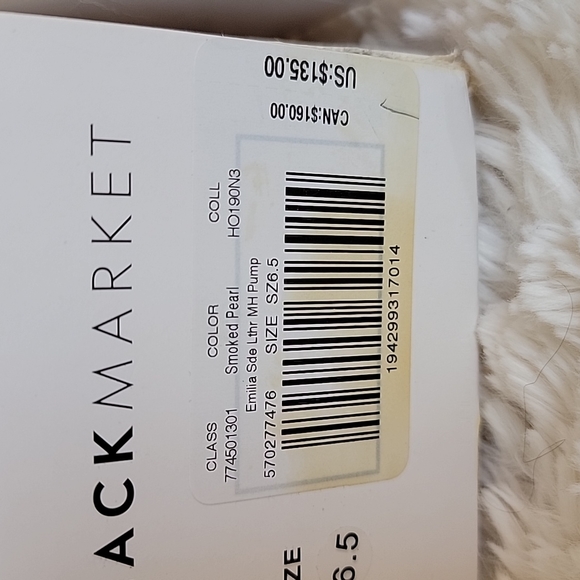 ACKMARKET
CLASS COLOR COLL
774501301 Smoked Pearl HO190N3
Emilia Sde Lthr MH Pump
570277476 SIZE SZ6.5
194299317014
CAN:$160.00
US:$135.00
ZE
6.5